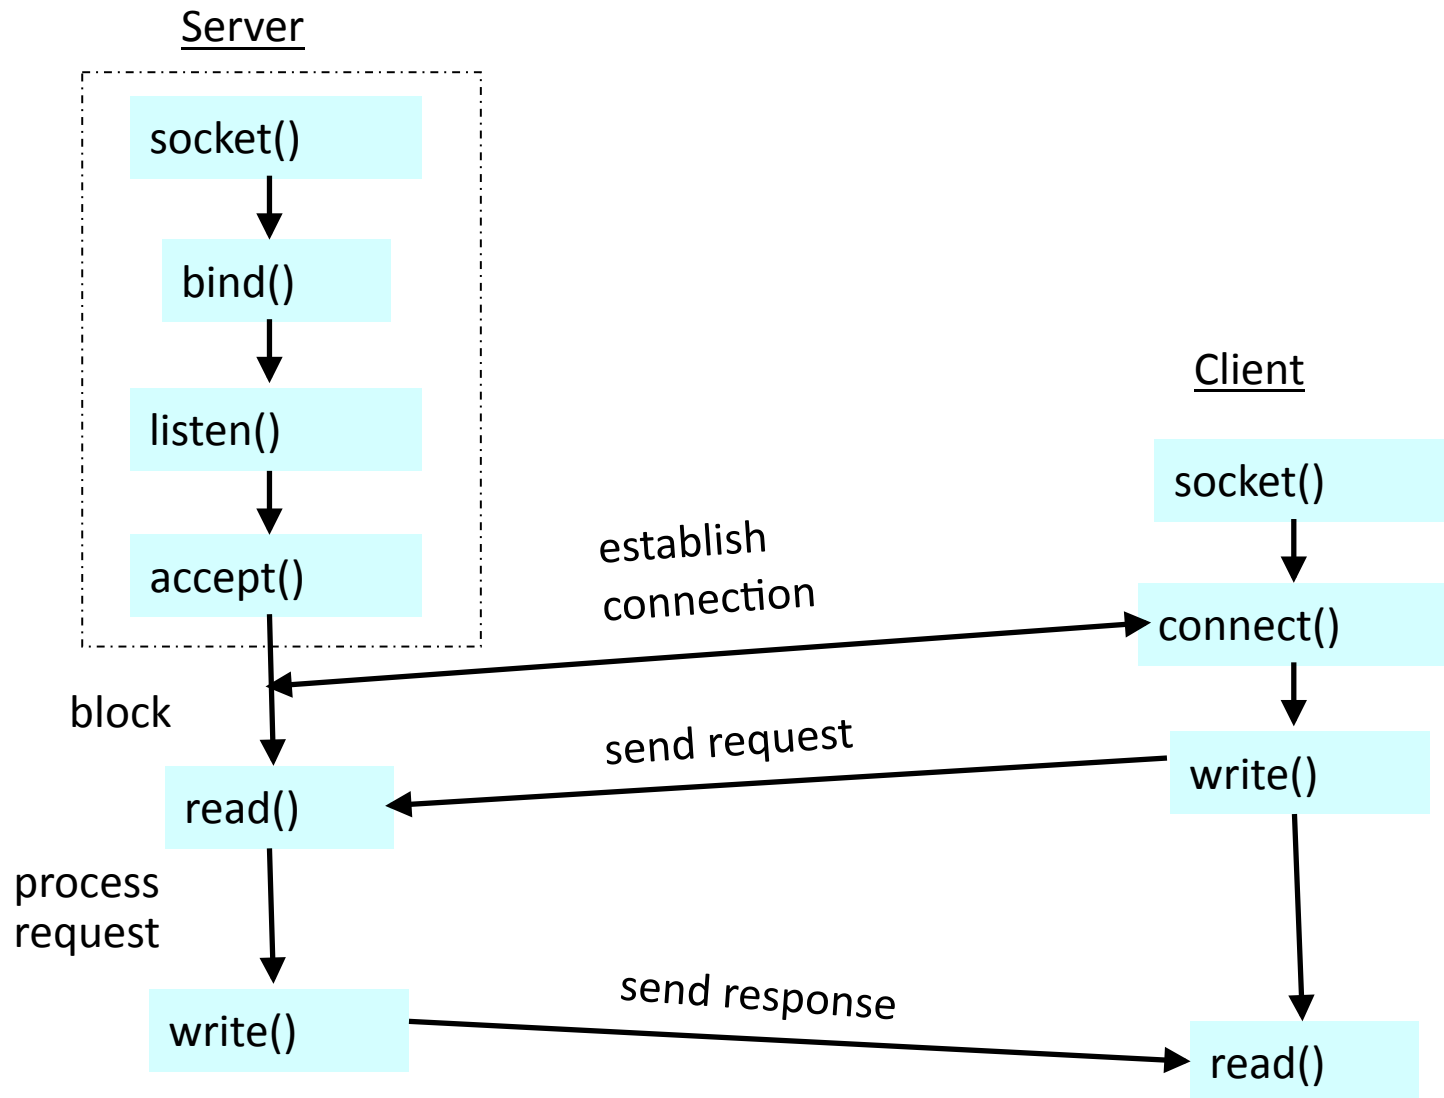 Server
socket()
bind()
listen()
accept()
block
read()
process
request
write()
establish
connection
send request
send response
Client
socket()
connect()
write()
read()